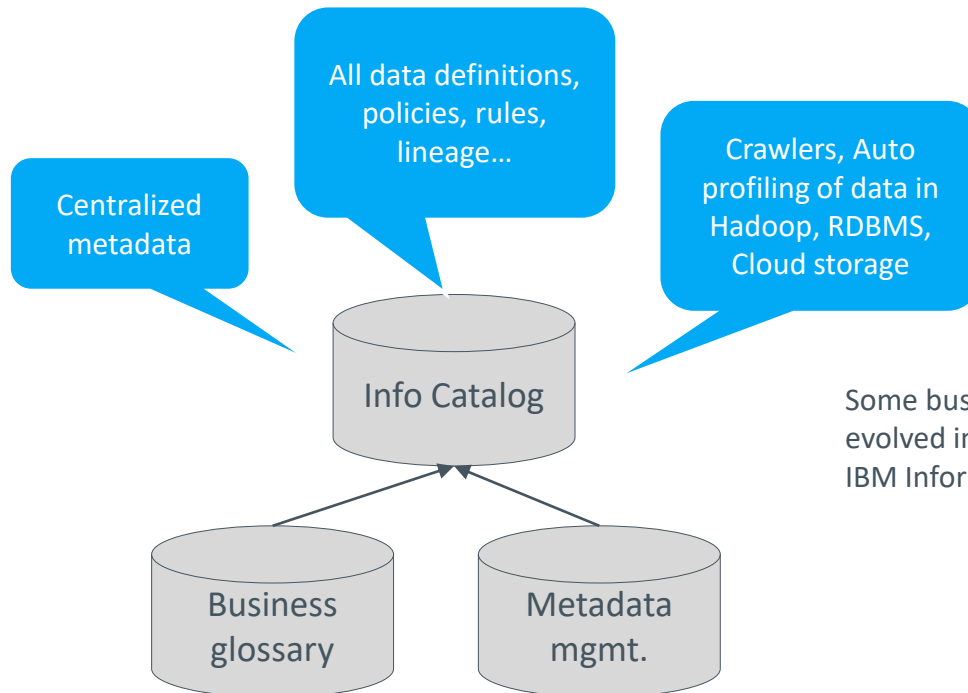 All data definitions,
policies, rules,
lineage…
Centralized
metadata
Crawlers, Auto
profiling of data in
Hadoop, RDBMS,
Cloud storage
Info Catalog
Some bus
evolved in
IBM Infor
Business
glossary
Metadata
mgmt.